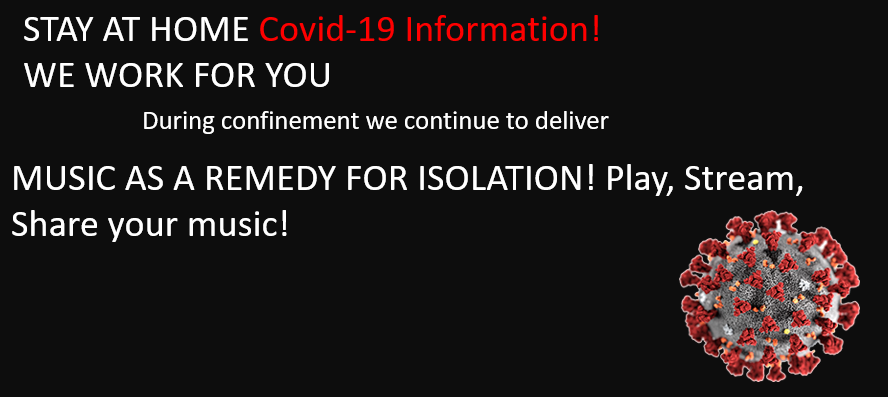 STAY AT HOME Covid-19 Information!
WE WORK FOR YOU
During confinement we continue to deliver
MUSIC AS A REMEDY FOR ISOLATION! Play, Stream,
Share your music!